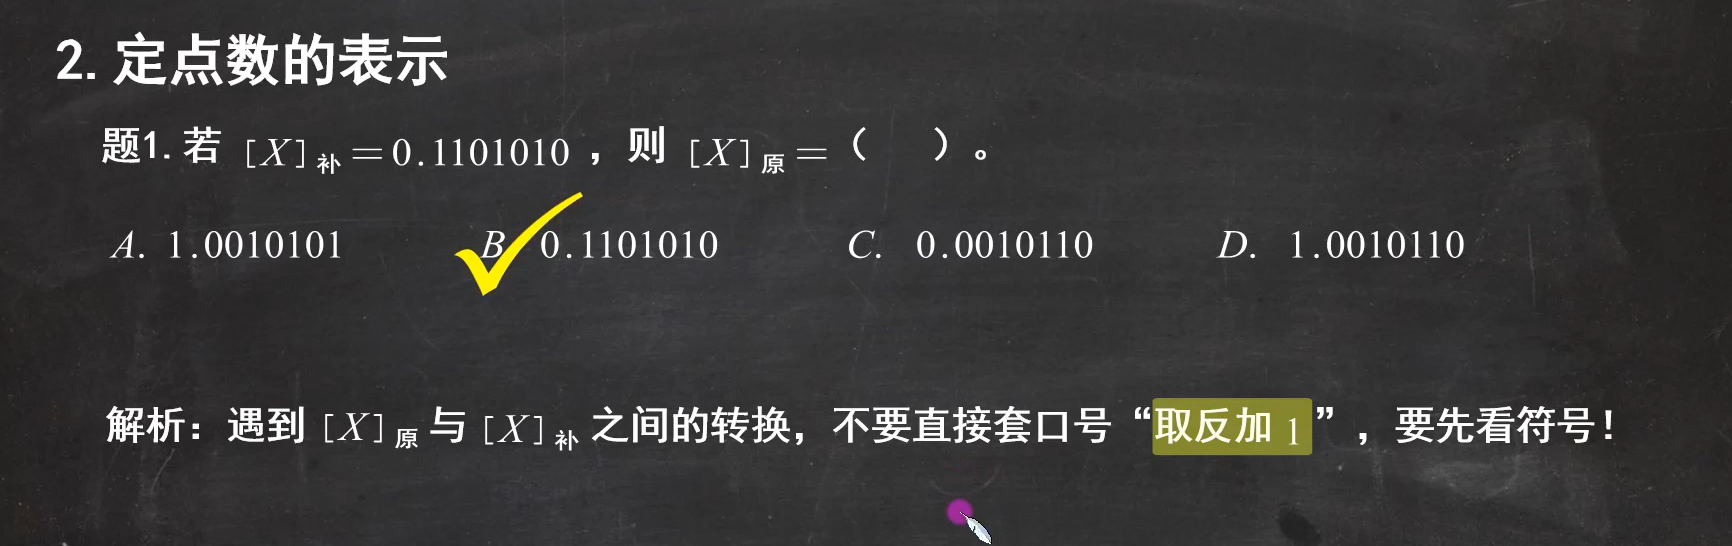 2.定点数的表示
题1.若 [X]补=0.1101010，则 [X]原=（ ）。
A. 1.0010101 B. 0.1101010 C. 0.0010110 D. 1.0010110
解析：遇到 [X]原 与 [X]补 之间的转换，不要直接套口号“取反加 1”，要先看符号！